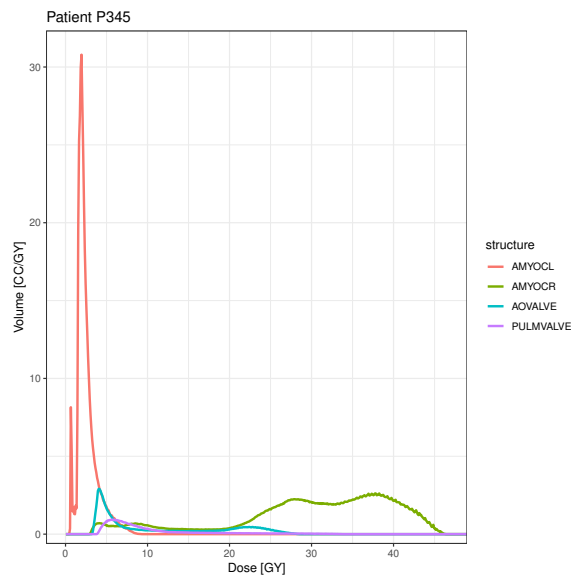 Patient P345
Volume [CC/GY]
30
20
10
0
0 10 20 30 40
Dose [GY]
structure
AMYOCL
AMYOCR
AOVALVE
PULMVALVE